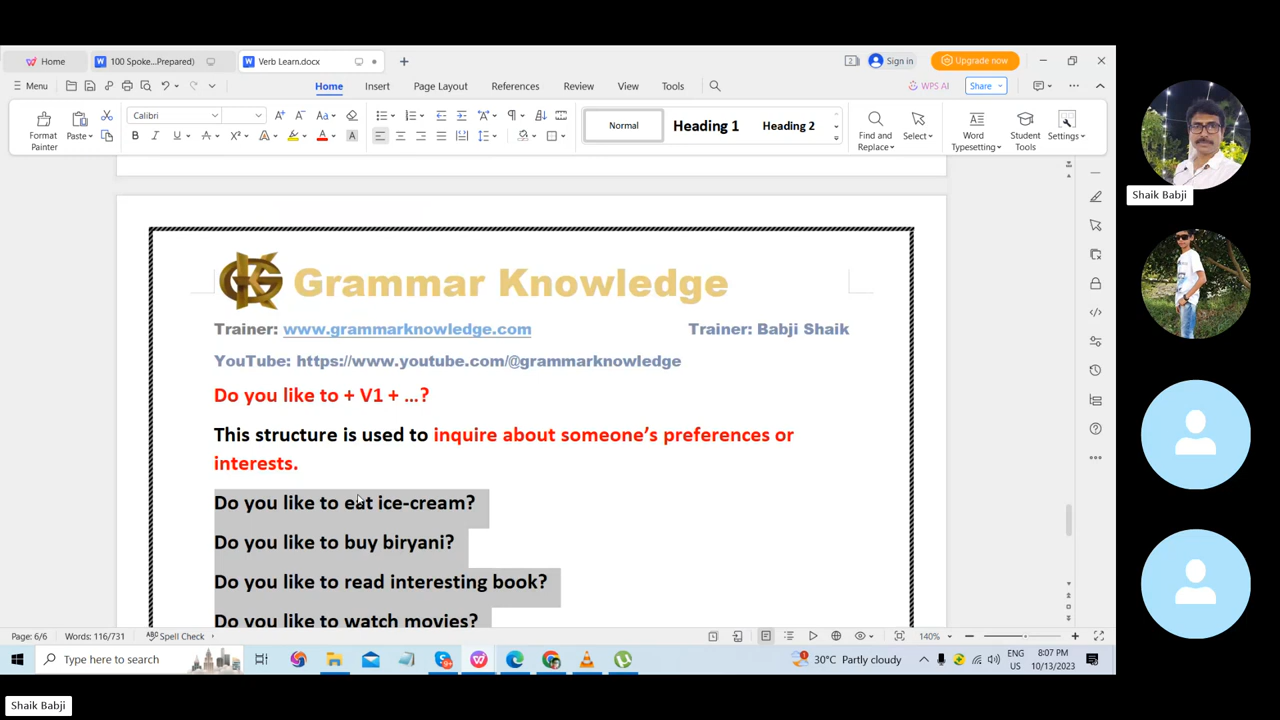 Home
100 Spoke...Prepared)
Verb Learn.docx
Sign in
Upgrade now
Menu
Home
Insert
Page Layout
References
Review
View
Tools
WPS AI
Share
Format Painter
Paste
Calibri
Normal
Heading 1
Heading 2
Find and Replace
Select
Word Typesetting
Student Tools
Settings
Grammar Knowledge
Trainer: www.grammarknowledge.com Trainer: Babji Shaik
YouTube: https://www.youtube.com/@grammarknowledge
Do you like to + V1 + ...?
This structure is used to inquire about someone's preferences or
interests.
Do you like to eat ice-cream?
Do you like to buy biryani?
Do you like to read interesting book?
Do you like to watch movies?
Page: 6/6 Words: 116/731 Spell Check 140%
Type here to search
30°C Partly cloudy
ENG
US
8:07 PM
10/13/2023
Shaik Babji
Shaik Babji